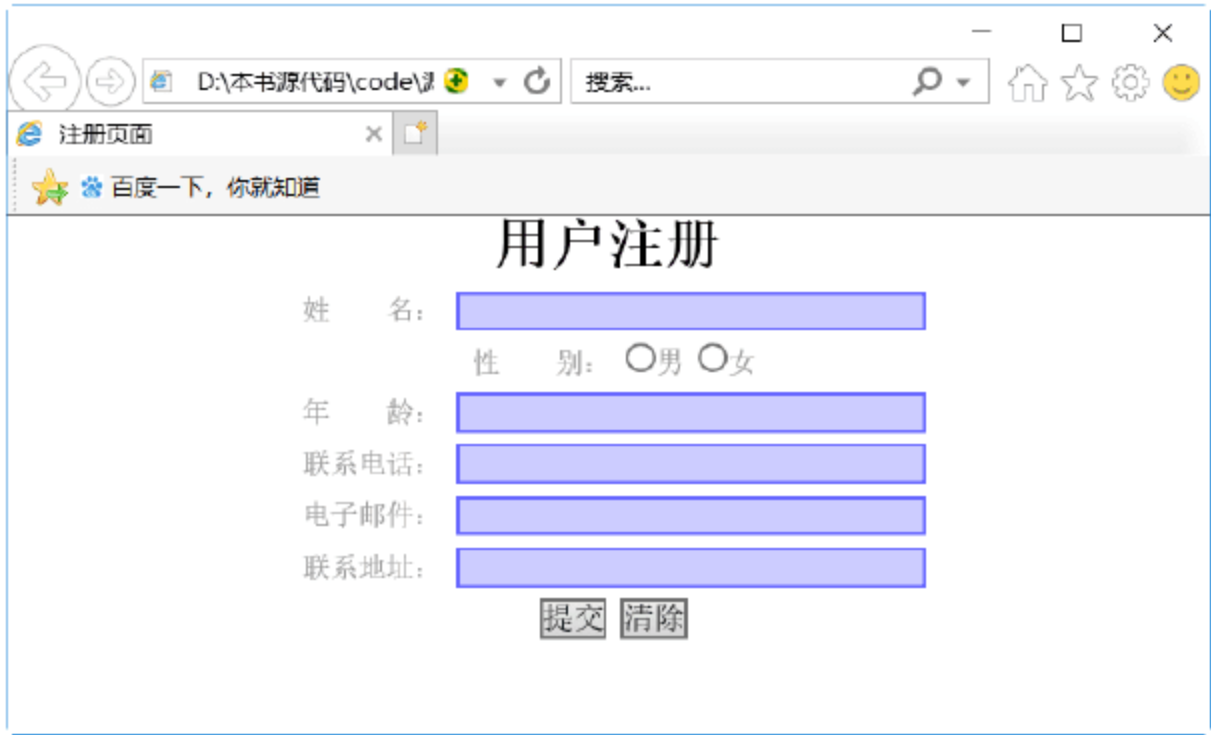 D:\本书源代码\code\ 搜索...
注册页面
百度一下，你就知道
用户注册
姓 名：
性 别： 男 女
年 龄：
联系电话：
电子邮件：
联系地址：
提交 清除